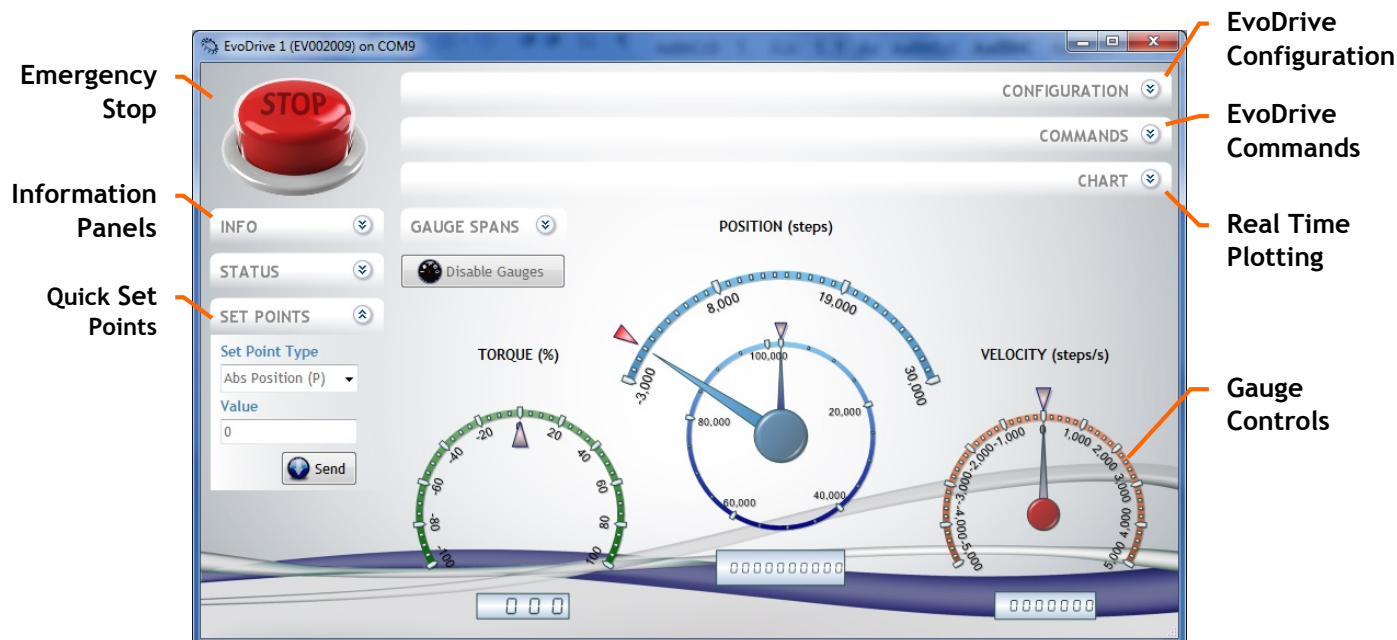 EvoDrive 1 (EV002009) on COM9
Emergency
Stop
STOP
Information
Panels
Quick Set
Points
EvoDrive
Configuration
EvoDrive
Commands
Real Time
Plotting
Gauge
Controls
CONFIGURATION
COMMANDS
CHART
INFO
STATUS
SET POINTS
Set Point Type
Abs Position (P)
Value
0
Send
GAUGE SPANS
Disable Gauges
TORQUE (%)
-100
-80
-60
-40
-20
20
40
60
80
100
000
POSITION (steps)
-3,000
8,000
19,000
30,000
100,000
20,000
40,000
60,000
80,000
0000000000
VELOCITY (steps/s)
-5,000
-4,000
-3,000
-2,000
-1,000
0
1,000
2,000
3,000
4,000
5,000
0000000